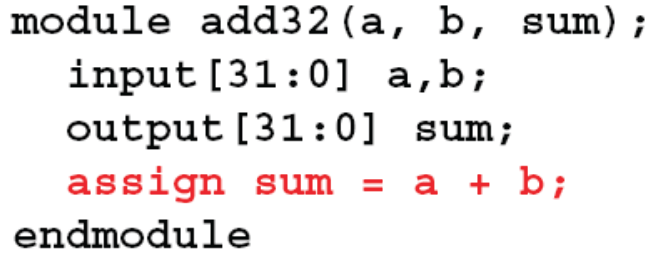 module add32(a, b, sum);
input[31:0] a,b;
output[31:0] sum;
assign sum = a + b;
endmodule